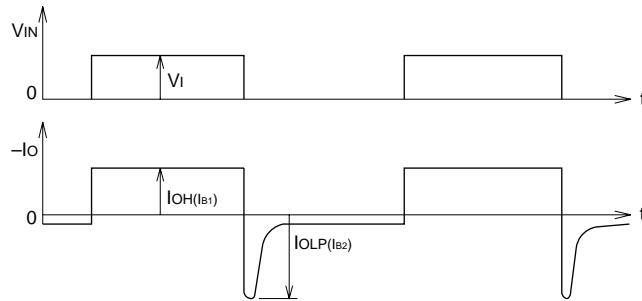 VIN
VI
0
t
–IO
IOH(IB1)
0
t
IOLP(IB2)